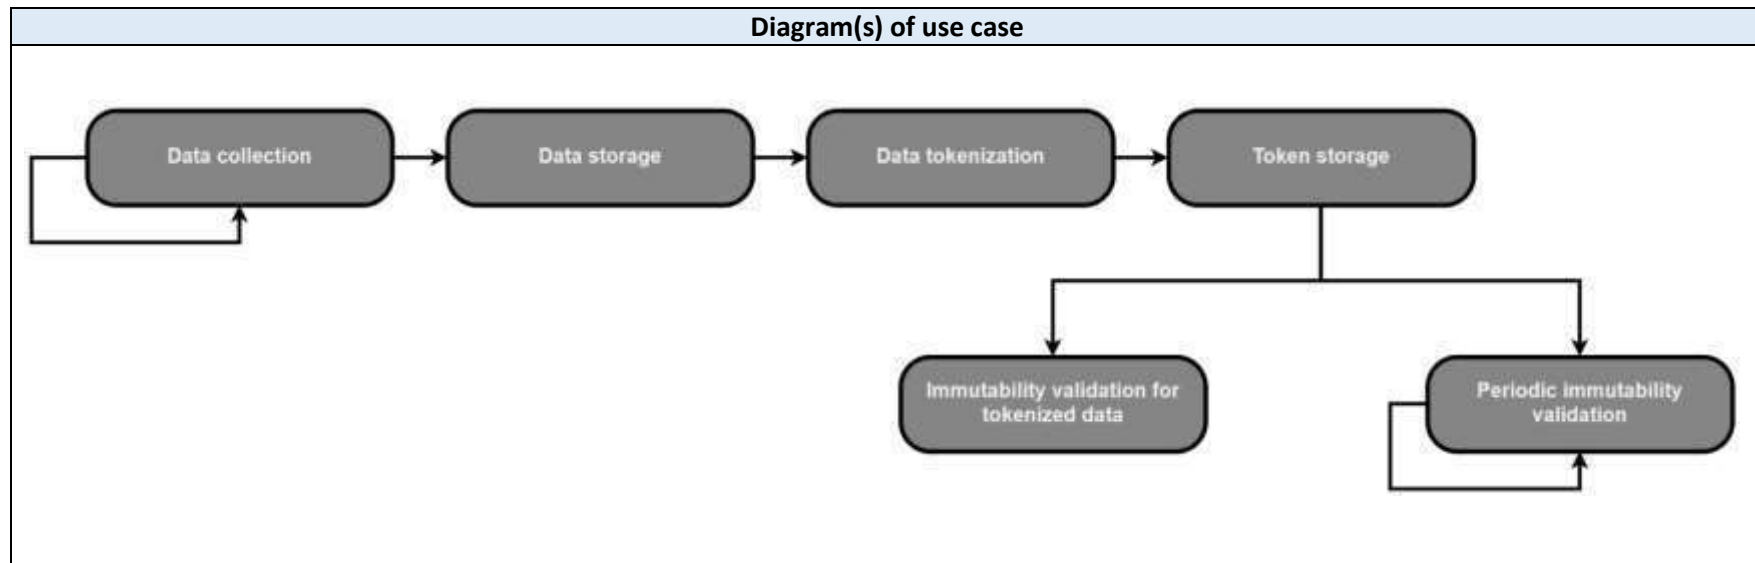 Diagram(s) of use case
Data collection
Data storage
Data tokenization
Token storage
Immutability validation for
tokenized data
Periodic immutability
validation